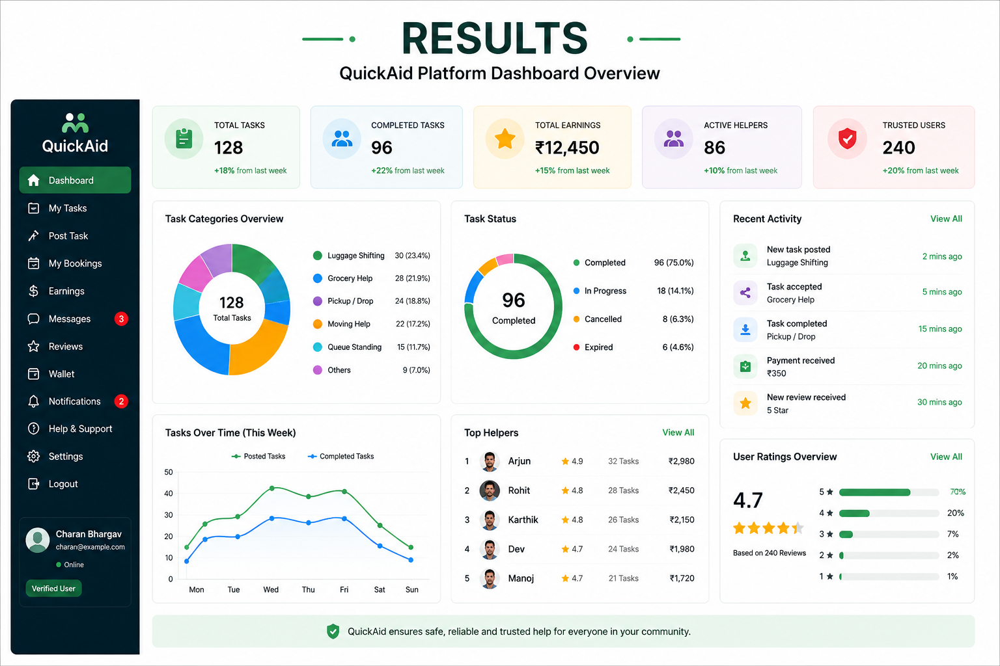 RESULTS
QuickAid Platform Dashboard Overview
QuickAid
Dashboard
My Tasks
Post Task
My Bookings
Earnings
Messages 3
Reviews
Wallet
Notifications 2
Help & Support
Settings
Logout
Charan Bhargav
charan@example.com
Online
Verified User
TOTAL TASKS
128
+18% from last week
COMPLETED TASKS
96
+22% from last week
TOTAL EARNINGS
₹12,450
+15% from last week
ACTIVE HELPERS
86
+10% from last week
TRUSTED USERS
240
+20% from last week
Task Categories Overview
128
Total Tasks
Luggage Shifting 30 (23.4%)
Grocery Help 28 (21.9%)
Pickup / Drop 24 (18.8%)
Moving Help 22 (17.2%)
Queue Standing 15 (11.7%)
Others 9 (7.0%)
Task Status
96
Completed
Completed 96 (75.0%)
In Progress 18 (14.1%)
Cancelled 8 (6.3%)
Expired 6 (4.6%)
Recent Activity View All
New task posted
Luggage Shifting
2 mins ago
Task accepted
Grocery Help
5 mins ago
Task completed
Pickup / Drop
15 mins ago
Payment received
₹350
20 mins ago
New review received
5 Star
30 mins ago
Tasks Over Time (This Week)
Posted Tasks Completed Tasks
50
40
30
20
10
0
Mon Tue Wed Thu Fri Sat Sun
Top Helpers View All
1 Arjun 4.9 32 Tasks ₹2,980
2 Rohit 4.8 28 Tasks ₹2,450
3 Karthik 4.8 26 Tasks ₹2,150
4 Dev 4.7 24 Tasks ₹1,980
5 Manoj 4.7 21 Tasks ₹1,720
User Ratings Overview View All
4.7
Based on 240 Reviews
5 ★
4 ★ 20%
3 ★ 7%
2 ★ 2%
1 ★ 1%
QuickAid ensures safe, reliable and trusted help for everyone in your community.